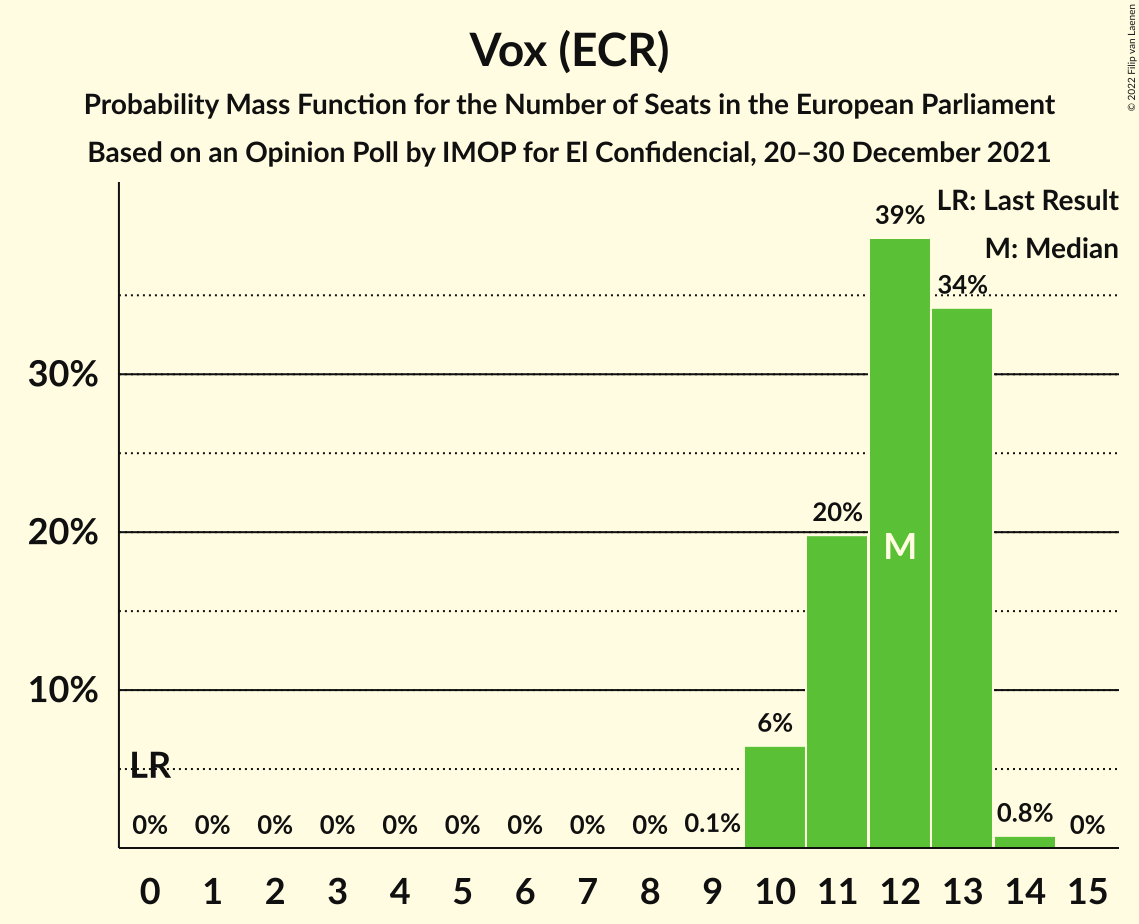 Vox (ECR)
Probability Mass Function for the Number of Seats in the European Parliament
Based on an Opinion Poll by IMOP for El Confidencial, 20–30 December 2021
© 2022 Filip van Laenen
LR: Last Result
M: Median
39%
34%
30%
20%
20%
M
10%
6%
LR
0% 0% 0% 0% 0% 0% 0% 0% 0% 0.1% 0.8% 0%
0 1 2 3 4 5 6 7 8 9 10 11 12 13 14 15